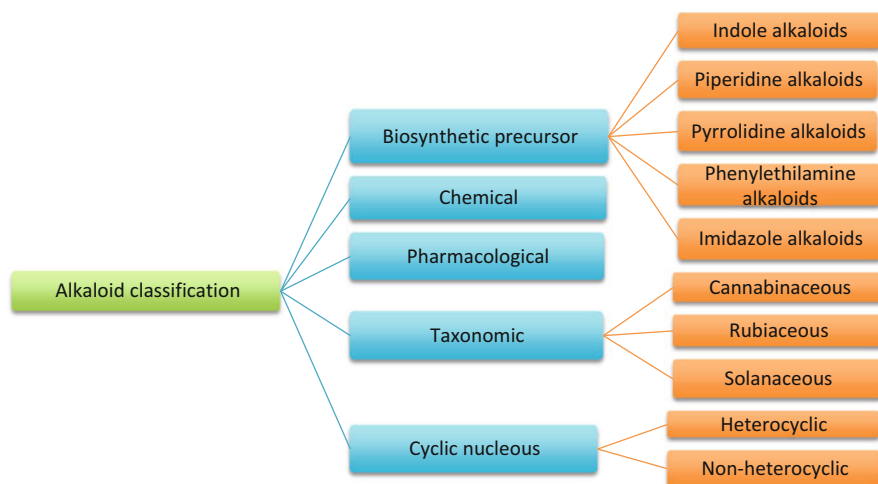 Alkaloid classification
Biosynthetic precursor
Chemical
Pharmacological
Taxonomic
Cyclic nucleous
Indole alkaloids
Piperidine alkaloids
Pyrrolidine alkaloids
Phenylethilamine
alkaloids
Imidazole alkaloids
Cannabinaceous
Rubiaceous
Solanaceous
Heterocyclic
Non-heterocyclic